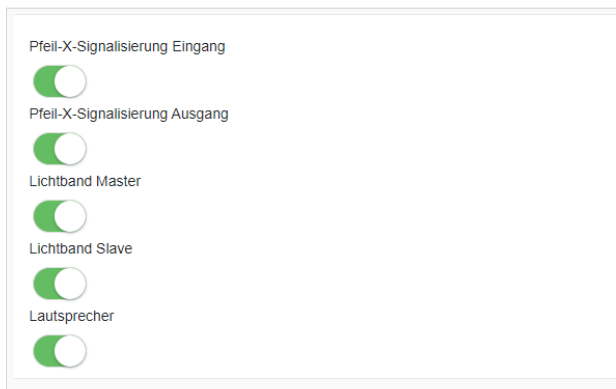 Pfeil-X-Signalisierung Eingang
Pfeil-X-Signalisierung Ausgang
Lichtband Master
Lichtband Slave
Lautsprecher